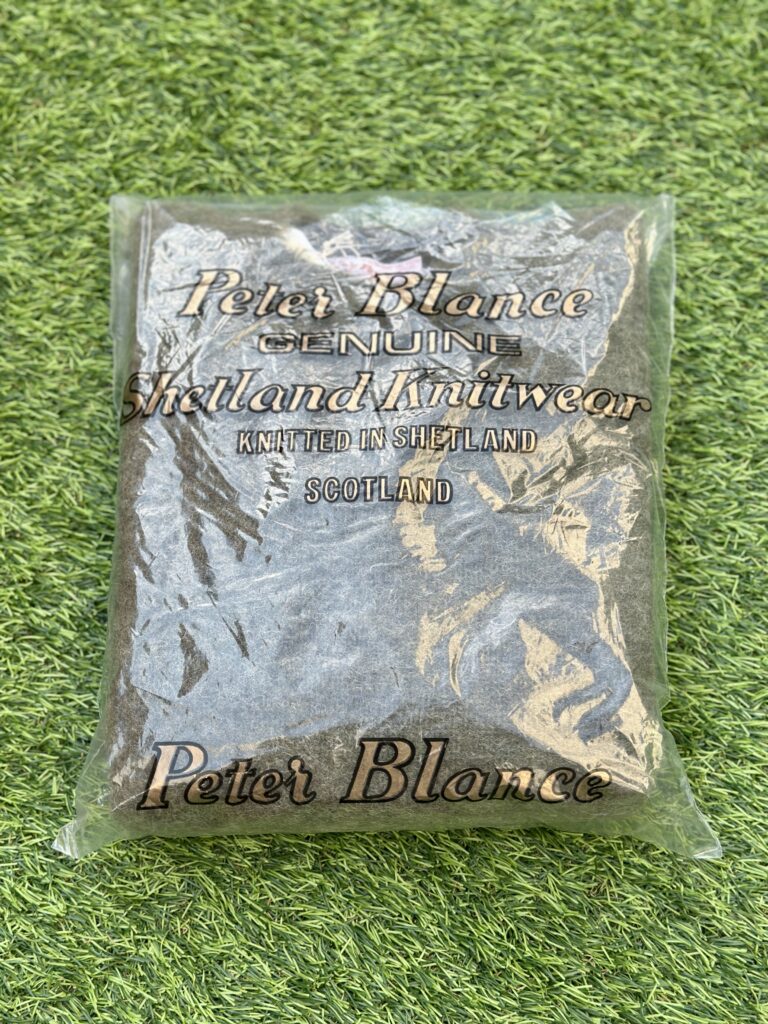 Peter Blance
GENUINE
Shetland Knitwear
KNITTED IN SHETLAND
SCOTLAND
Peter Blance